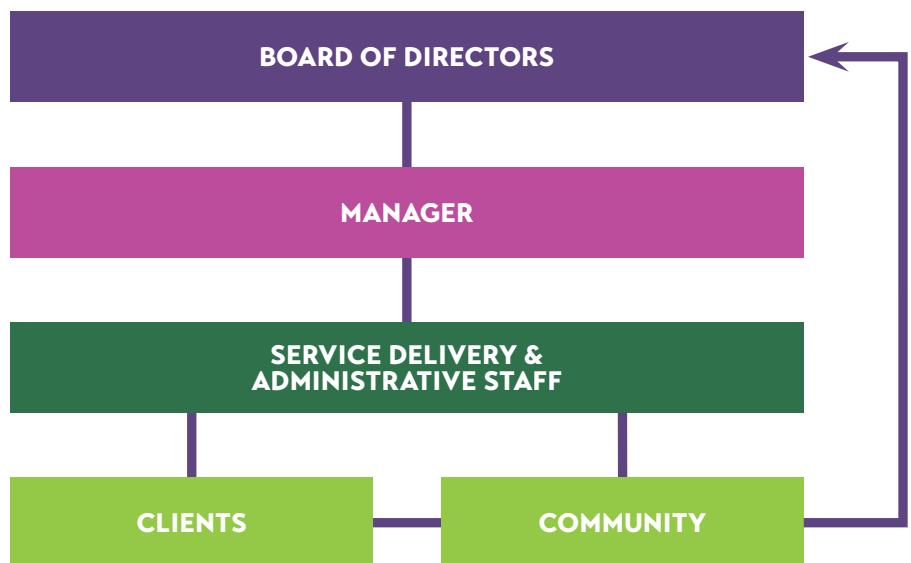 BOARD OF DIRECTORS
MANAGER
SERVICE DELIVERY &
ADMINISTRATIVE STAFF
CLIENTS
COMMUNITY